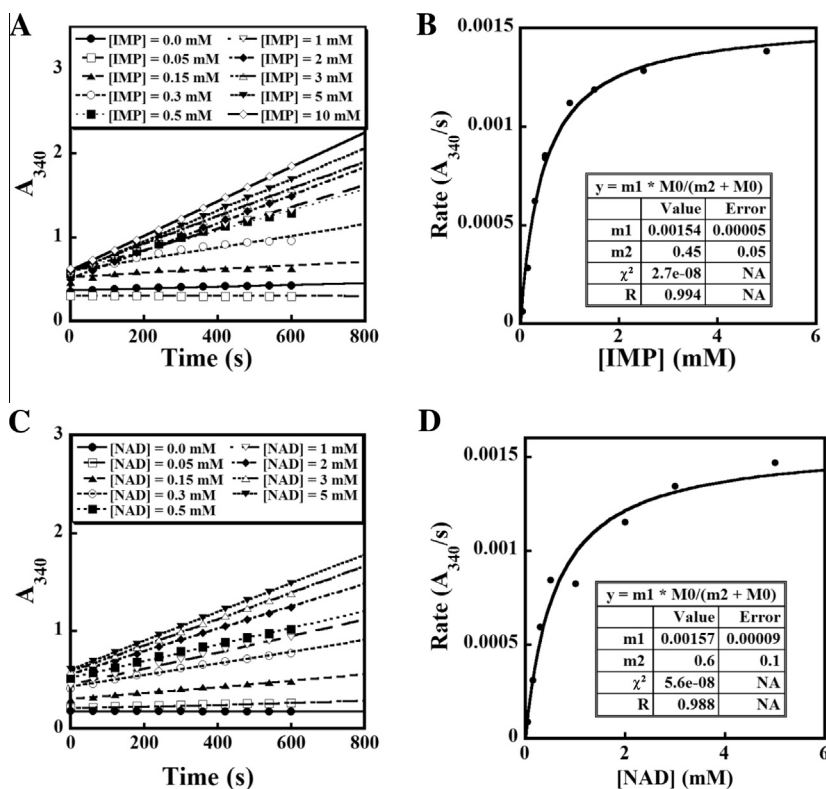 A
[IMP] = 0.0 mM [IMP] = 1 mM
[IMP] = 0.05 mM [IMP] = 2 mM
[IMP] = 0.15 mM [IMP] = 3 mM
[IMP] = 0.3 mM [IMP] = 5 mM
[IMP] = 0.5 mM [IMP] = 10 mM
3
2
1
0
A340
0 200 400 600 800
Time (s)
B
0.0015
0.001
0.0005
0
Rate (A340/s)
y = m1 * M0/(m2 + M0)
Value Error
m1 0.00154 0.00005
m2 0.45 0.05
χ² 2.7e-08 NA
R 0.994 NA
0 2 4 6
[IMP] (mM)
C
[NAD] = 0.0 mM [NAD] = 1 mM
[NAD] = 0.05 mM [NAD] = 2 mM
[NAD] = 0.15 mM [NAD] = 3 mM
[NAD] = 0.3 mM [NAD] = 5 mM
[NAD] = 0.5 mM
3
2
1
0
A340
0 200 400 600 800
Time (s)
D
0.0015
0.001
0.0005
0
Rate (A340/s)
y = m1 * M0/(m2 + M0)
Value Error
m1 0.00157 0.00009
m2 0.6 0.1
χ² 5.6e-08 NA
R 0.988 NA
0 2 4 6
[NAD] (mM)